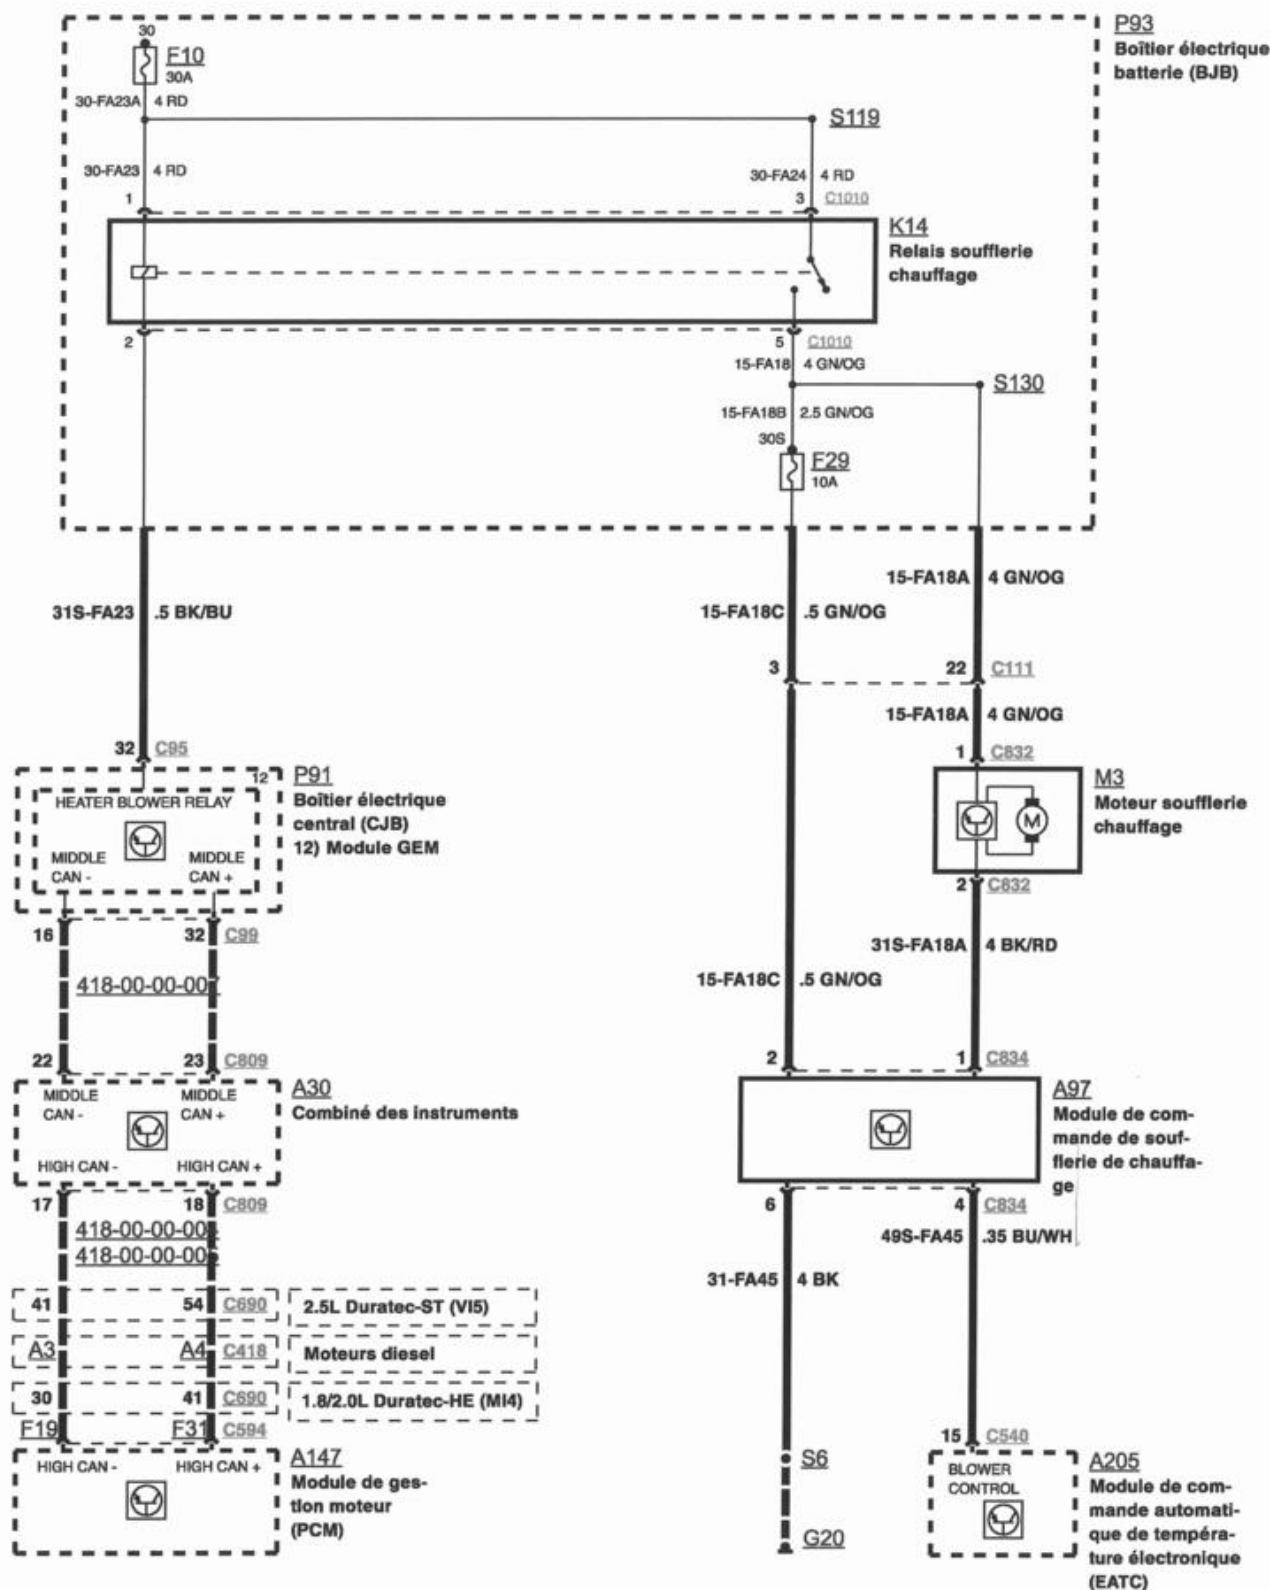 P93
Boîtier électrique
batterie (BJB)
30
F10
30A
30-FA23A 4 RD
S119
30-FA23 4 RD
30-FA24 4 RD
1
3 C1010
K14
Relais soufflerie
chauffage
2
5 C1010
15-FA18 4 GN/OG
S130
15-FA18B 2.5 GN/OG
30S
F29
10A
15-FA18A 4 GN/OG
31S-FA23 .5 BK/BU
15-FA18C .5 GN/OG
3
22 C111
15-FA18A 4 GN/OG
32 C95
1 C832
12
P91
Boîtier électrique
central (CJB)
12) Module GEM
HEATER BLOWER RELAY
MIDDLE
CAN -
MIDDLE
CAN +
M
M3
Moteur soufflerie
chauffage
2 C832
16
32 C99
31S-FA18A 4 BK/RD
418-00-00-00
15-FA18C .5 GN/OG
22
23 C809
2
1 C834
MIDDLE
CAN -
MIDDLE
CAN +
A30
Combiné des instruments
HIGH CAN -
HIGH CAN +
A97
Module de com-
mande de souf-
flerie de chauffa-
ge
17
18 C809
6
4 C834
418-00-00-00
418-00-00-00
49S-FA45 .35 BU/WH
31-FA45 4 BK
41
54 C690
2.5L Duratec-ST (VI5)
A3
A4 C418
Moteurs diesel
30
41 C690
1.8/2.0L Duratec-HE (MI4)
F19
F31 C594
15 C540
HIGH CAN -
HIGH CAN +
A147
Module de ges-
tion moteur
(PCM)
S6
G20
BLOWER
CONTROL
A205
Module de com-
mande automati-
que de tempéra-
ture électronique
(EATC)